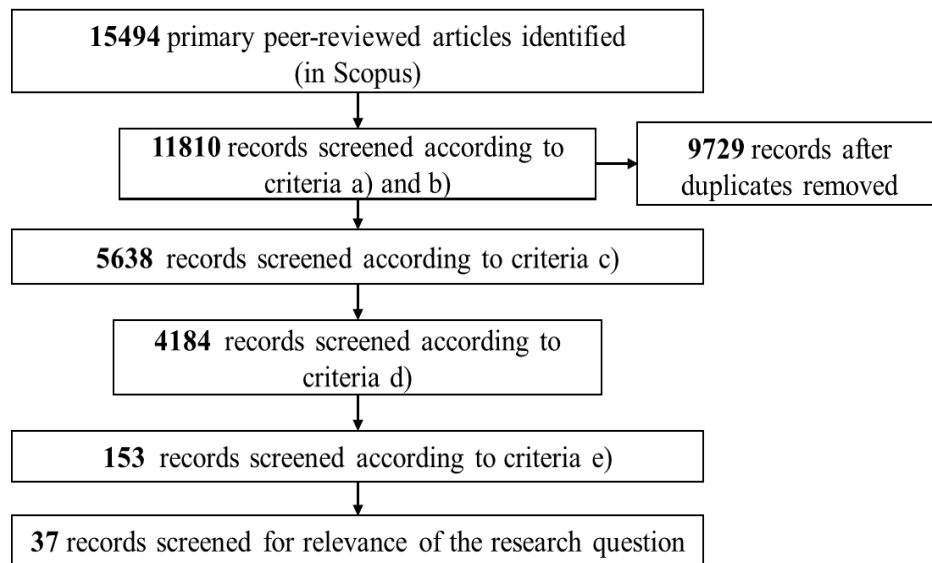 15494 primary peer-reviewed articles identified
(in Scopus)
11810 records screened according to
criteria a) and b)
9729 records after
duplicates removed
5638 records screened according to criteria c)
4184 records screened according to
criteria d)
153 records screened according to criteria e)
37 records screened for relevance of the research question